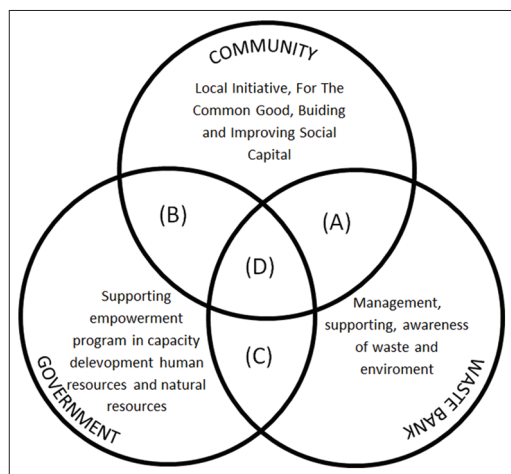 COMMUNITY
Local Initiative, For The
Common Good, Buiding
and Improving Social
Capital
(B)
(A)
(D)
Supporting
empowerment
program in capacity
delevopment human
resources and natural
resources
Management,
supporting, awareness
of waste and
enviroment
(C)
GOVERNMENT
WASTE BANK